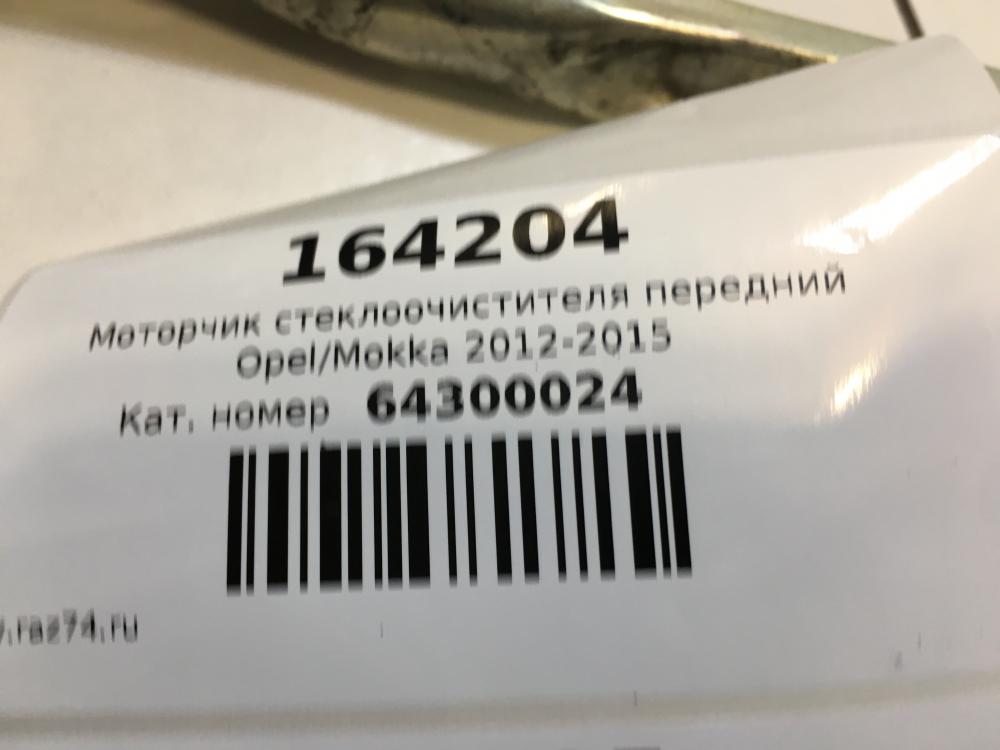 164204
Моторчик стеклоочистителя передний
Opel/Mokka 2012-2015
Кат. номер 64300024
.raz74.ru